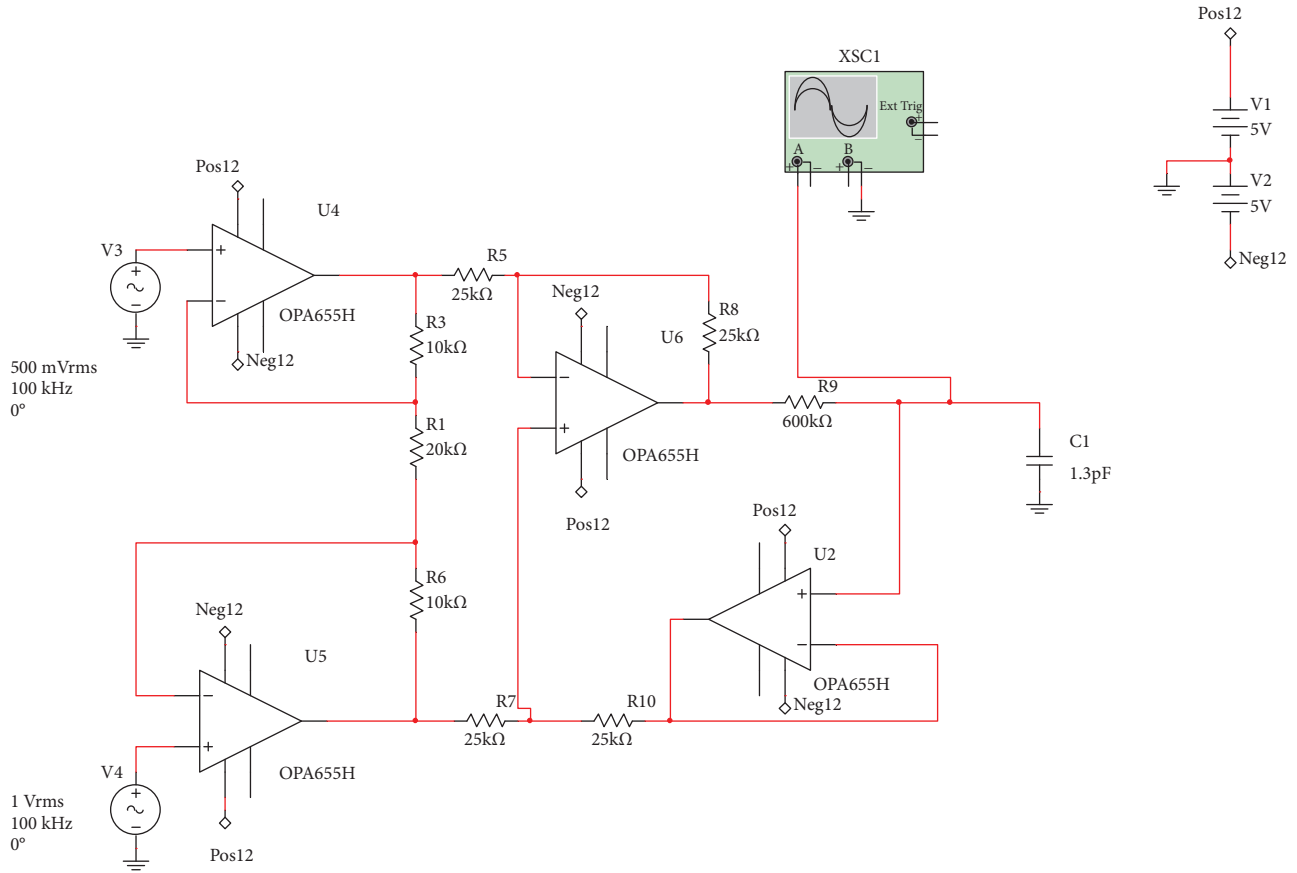 Pos12
V1
5V
V2
5V
Neg12
XSC1
Ext Trig
+
−
A
B
+
−
+
−
Pos12
U4
V3
+
−
OPA655H
Neg12
+
~
−
500 mVrms
100 kHz
0°
R5
25kΩ
R3
10kΩ
R1
20kΩ
R6
10kΩ
Neg12
U6
R8
25kΩ
−
+
OPA655H
Pos12
R9
600kΩ
C1
1.3pF
Pos12
U2
+
−
OPA655H
Neg12
Neg12
U5
−
+
OPA655H
Pos12
R7
25kΩ
R10
25kΩ
V4
+
~
−
1 Vrms
100 kHz
0°